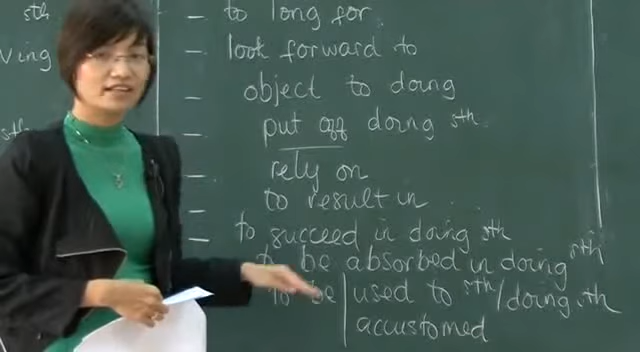 sth
ving
sth
— to long for
— look forward to
— object to doing
— put off doing sth.
— rely on
— to result in
— to succeed in doing sth
to be absorbed in doing sth
to be | used to sth/doing sth
accustomed